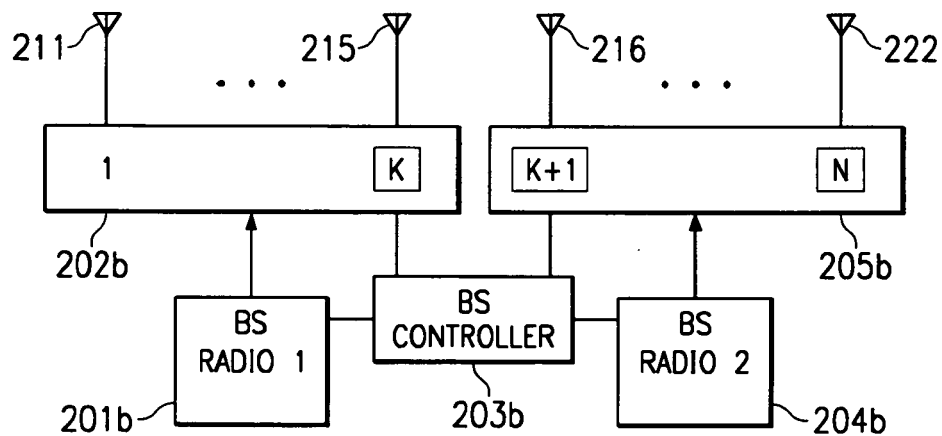 211
215
216
222
. . .
. . .
1
K
K+1
N
202b
205b
BS
RADIO 1
BS
CONTROLLER
BS
RADIO 2
201b
203b
204b